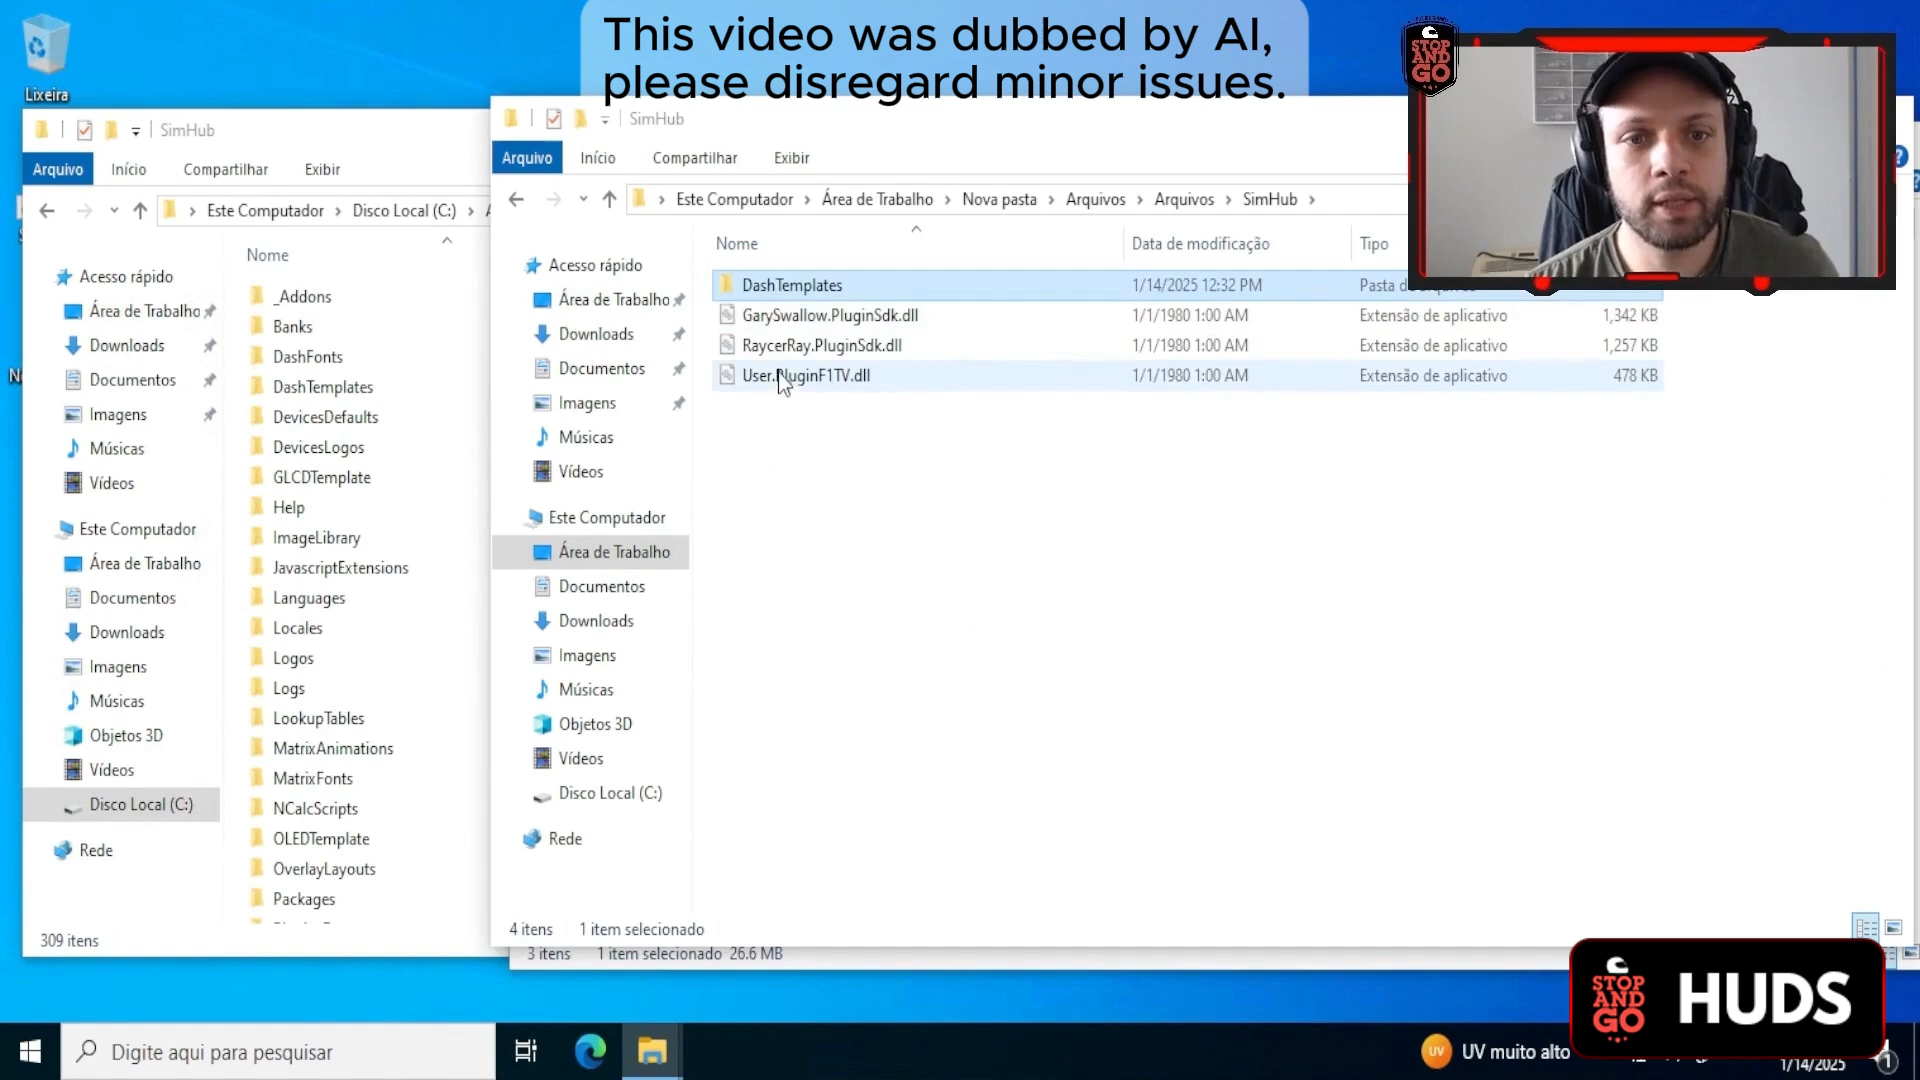 This video was dubbed by AI,
please disregard minor issues.
STOP
AND
GO
Lixeira
SimHub
Arquivo
Início
Compartilhar
Exibir
Este Computador
Disco Local (C:)
Nome
Acesso rápido
Área de Trabalho
Downloads
Documentos
Imagens
Músicas
Vídeos
Este Computador
Área de Trabalho
Documentos
Downloads
Imagens
Músicas
Objetos 3D
Vídeos
Disco Local (C:)
Rede
_Addons
Banks
DashFonts
DashTemplates
DevicesDefaults
DevicesLogos
GLCDTemplate
Help
ImageLibrary
JavascriptExtensions
Languages
Locales
Logos
Logs
LookupTables
MatrixAnimations
MatrixFonts
NCalcScripts
OLEDTemplate
OverlayLayouts
Packages
309 itens
SimHub
Arquivo
Início
Compartilhar
Exibir
Este Computador
Área de Trabalho
Nova pasta
Arquivos
Arquivos
SimHub
Acesso rápido
Área de Trabalho
Downloads
Documentos
Imagens
Músicas
Vídeos
Este Computador
Área de Trabalho
Documentos
Downloads
Imagens
Músicas
Objetos 3D
Vídeos
Disco Local (C:)
Rede
Nome Data de modificação Tipo
DashTemplates 1/14/2025 12:32 PM
GarySwallow.PluginSdk.dll 1/1/1980 1:00 AM Extensão de aplicativo 1,342 KB
RaycerRay.PluginSdk.dll 1/1/1980 1:00 AM Extensão de aplicativo 1,257 KB
User.PluginF1TV.dll 1/1/1980 1:00 AM Extensão de aplicativo 478 KB
4 itens 1 item selecionado
3 itens 1 item selecionado 26.6 MB
STOP
AND
GO
HUDS
Digite aqui para pesquisar
UV
UV muito alto
1/14/2025
1